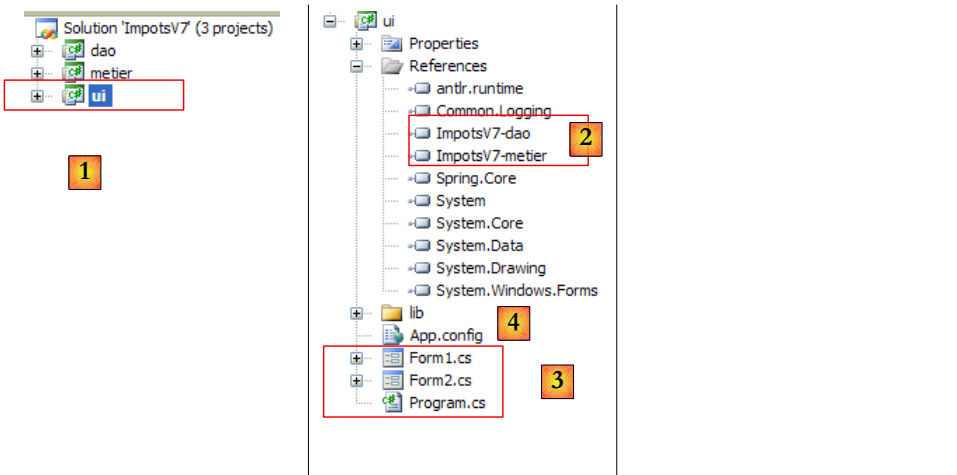 Solution 'ImpotsV7' (3 projects)
dao
metier
ui
1
ui
Properties
References
antlr.runtime
Common.Logging
ImpotsV7-dao
2
ImpotsV7-metier
Spring.Core
System
System.Core
System.Data
System.Drawing
System.Windows.Forms
lib
4
App.config
Form1.cs
Form2.cs
3
Program.cs